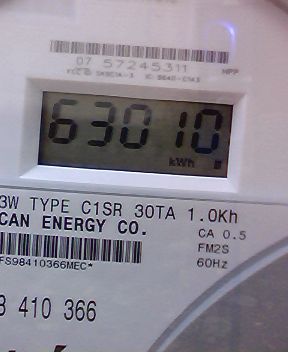 07 57245311
63010
kWh
3W TYPE C1SR 30TA 1.0Kh
CAN ENERGY CO.
CA 0.5
FM2S
60Hz
FS98410366MEC*
8 410 366